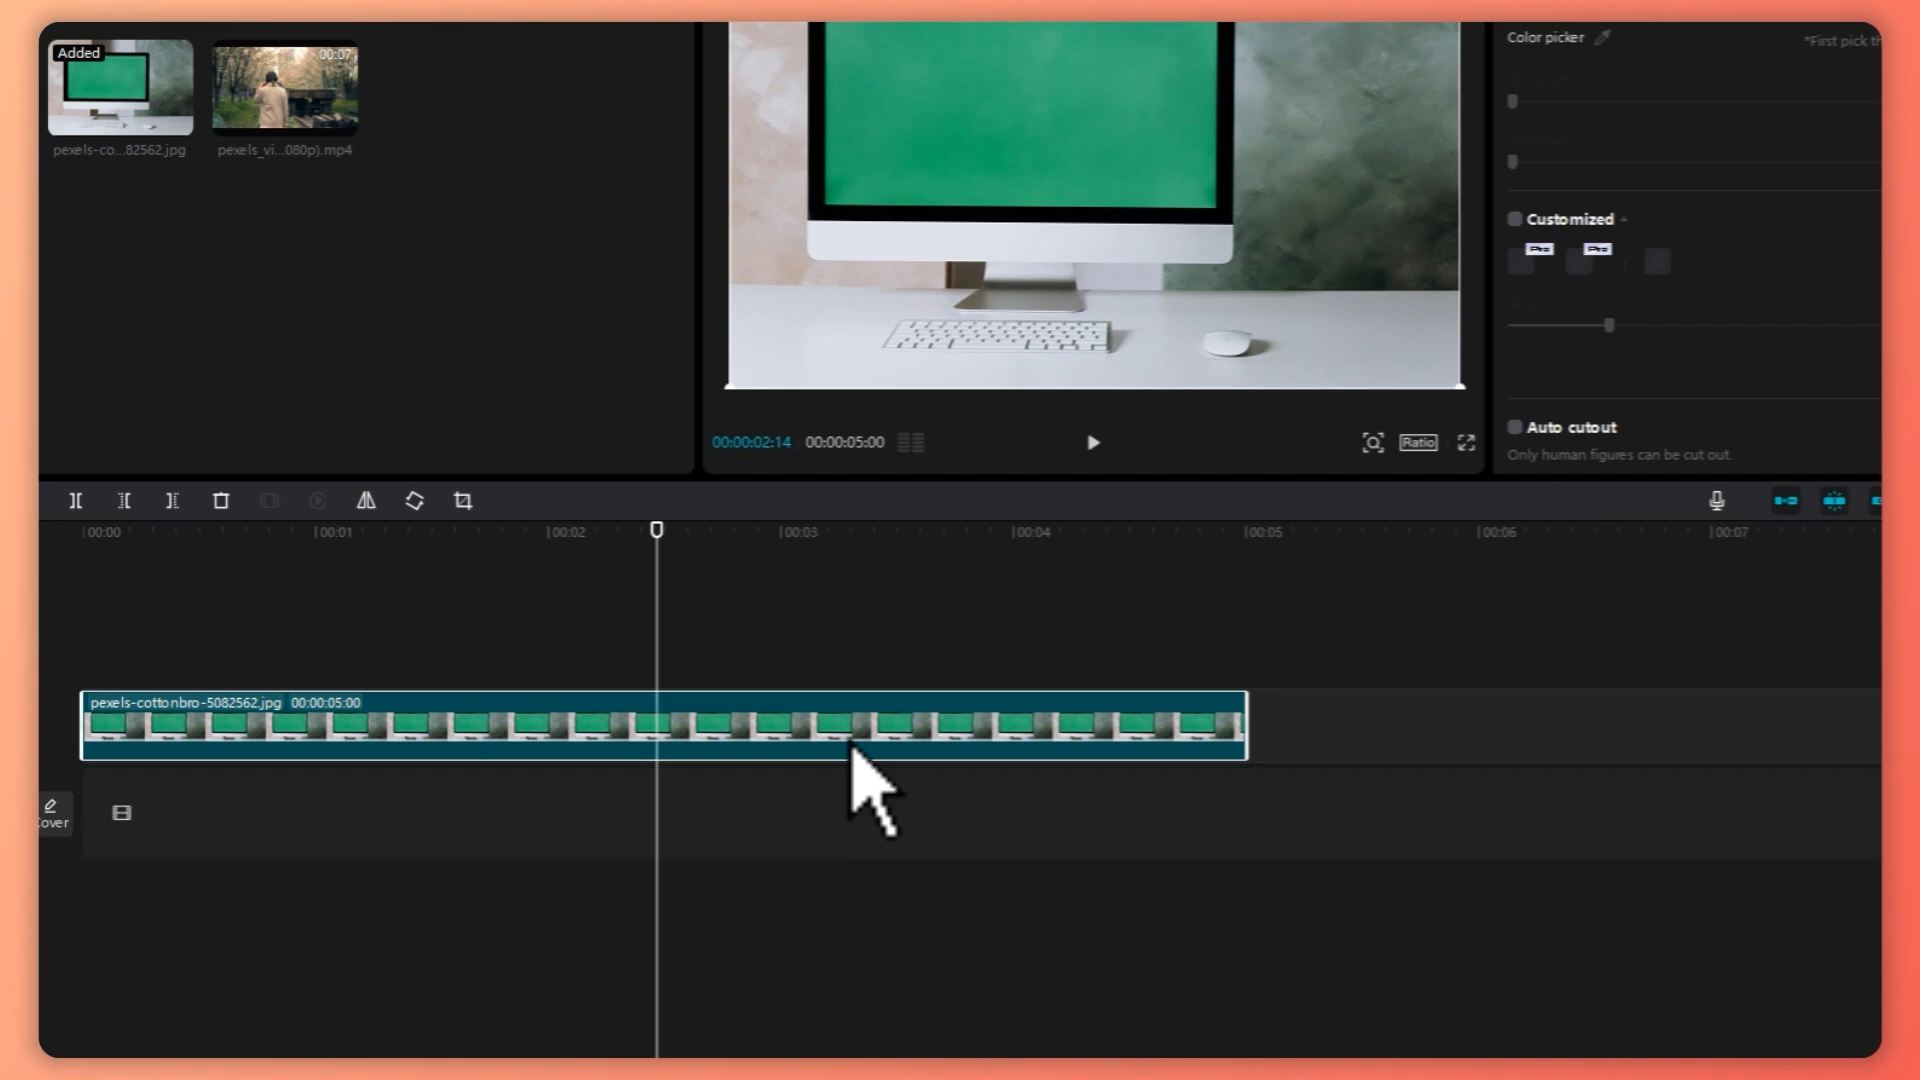 Added
00:07
pexels-co...82562.jpg
pexels_vi...080p).mp4
Color picker
*First pick th
Customized
Pro
Pro
Auto cutout
Only human figures can be cut out.
00:00:02:14
00:00:05:00
Ratio
00:00
00:01
00:02
00:03
00:04
00:05
00:06
00:07
pexels-cottonbro-5082562.jpg 00:00:05:00
Cover